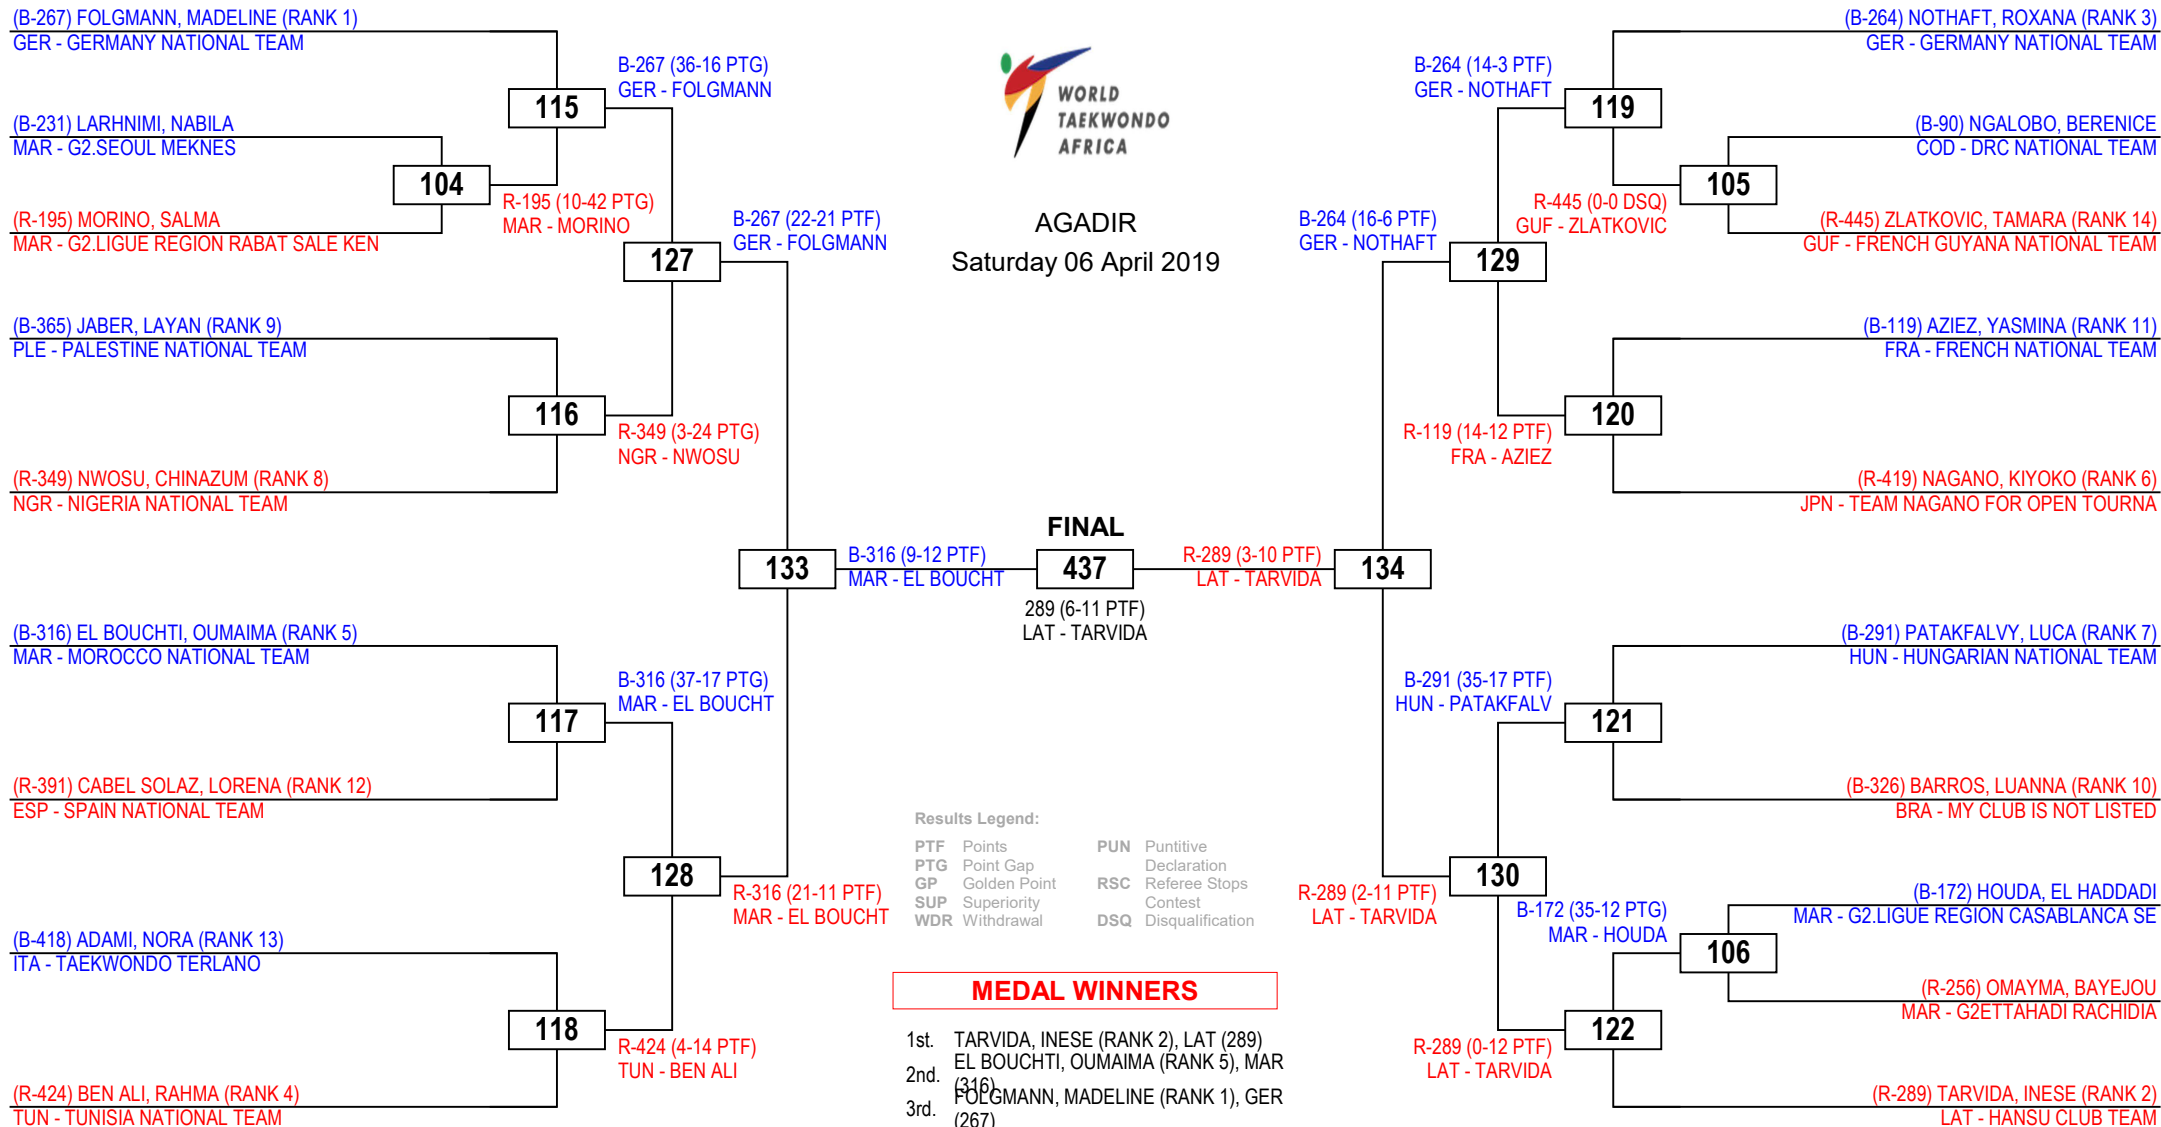 (B-267) FOLGMANN, MADELINE (RANK 1)
GER - GERMANY NATIONAL TEAM
(B-231) LARHNIMI, NABILA
MAR - G2.SEOUL MEKNES
(R-195) MORINO, SALMA
MAR - G2.LIGUE REGION RABAT SALE KEN
(B-365) JABER, LAYAN (RANK 9)
PLE - PALESTINE NATIONAL TEAM
(R-349) NWOSU, CHINAZUM (RANK 8)
NGR - NIGERIA NATIONAL TEAM
(B-316) EL BOUCHTI, OUMAIMA (RANK 5)
MAR - MOROCCO NATIONAL TEAM
(R-391) CABEL SOLAZ, LORENA (RANK 12)
ESP - SPAIN NATIONAL TEAM
(B-418) ADAMI, NORA (RANK 13)
ITA - TAEKWONDO TERLANO
(R-424) BEN ALI, RAHMA (RANK 4)
TUN - TUNISIA NATIONAL TEAM
104
R-195 (10-42 PTG)
MAR - MORINO
115
B-267 (36-16 PTG)
GER - FOLGMANN
116
R-349 (3-24 PTG)
NGR - NWOSU
117
B-316 (37-17 PTG)
MAR - EL BOUCHT
118
R-424 (4-14 PTF)
TUN - BEN ALI
127
B-267 (22-21 PTF)
GER - FOLGMANN
128
R-316 (21-11 PTF)
MAR - EL BOUCHT
133
B-316 (9-12 PTF)
MAR - EL BOUCHT
WORLD
TAEKWONDO
AFRICA
AGADIR
Saturday 06 April 2019
FINAL
437
289 (6-11 PTF)
LAT - TARVIDA
Results Legend:
PTF Points
PTG Point Gap
GP Golden Point
SUP Superiority
WDR Withdrawal
PUN Puntitive
Declaration
RSC Referee Stops
Contest
DSQ Disqualification
MEDAL WINNERS
1st. TARVIDA, INESE (RANK 2), LAT (289)
2nd. EL BOUCHTI, OUMAIMA (RANK 5), MAR
(316)
3rd. FOLGMANN, MADELINE (RANK 1), GER
(267)
R-289 (3-10 PTF)
LAT - TARVIDA
134
B-264 (16-6 PTF)
GER - NOTHAFT
129
R-289 (2-11 PTF)
LAT - TARVIDA
130
B-264 (14-3 PTF)
GER - NOTHAFT
119
R-119 (14-12 PTF)
FRA - AZIEZ
120
B-291 (35-17 PTF)
HUN - PATAKFALV
121
R-289 (0-12 PTF)
LAT - TARVIDA
122
R-445 (0-0 DSQ)
GUF - ZLATKOVIC
105
B-172 (35-12 PTG)
MAR - HOUDA
106
(B-264) NOTHAFT, ROXANA (RANK 3)
GER - GERMANY NATIONAL TEAM
(B-90) NGALOBO, BERENICE
COD - DRC NATIONAL TEAM
(R-445) ZLATKOVIC, TAMARA (RANK 14)
GUF - FRENCH GUYANA NATIONAL TEAM
(B-119) AZIEZ, YASMINA (RANK 11)
FRA - FRENCH NATIONAL TEAM
(R-419) NAGANO, KIYOKO (RANK 6)
JPN - TEAM NAGANO FOR OPEN TOURNA
(B-291) PATAKFALVY, LUCA (RANK 7)
HUN - HUNGARIAN NATIONAL TEAM
(B-326) BARROS, LUANNA (RANK 10)
BRA - MY CLUB IS NOT LISTED
(B-172) HOUDA, EL HADDADI
MAR - G2.LIGUE REGION CASABLANCA SE
(R-256) OMAYMA, BAYEJOU
MAR - G2ETTAHADI RACHIDIA
(R-289) TARVIDA, INESE (RANK 2)
LAT - HANSU CLUB TEAM